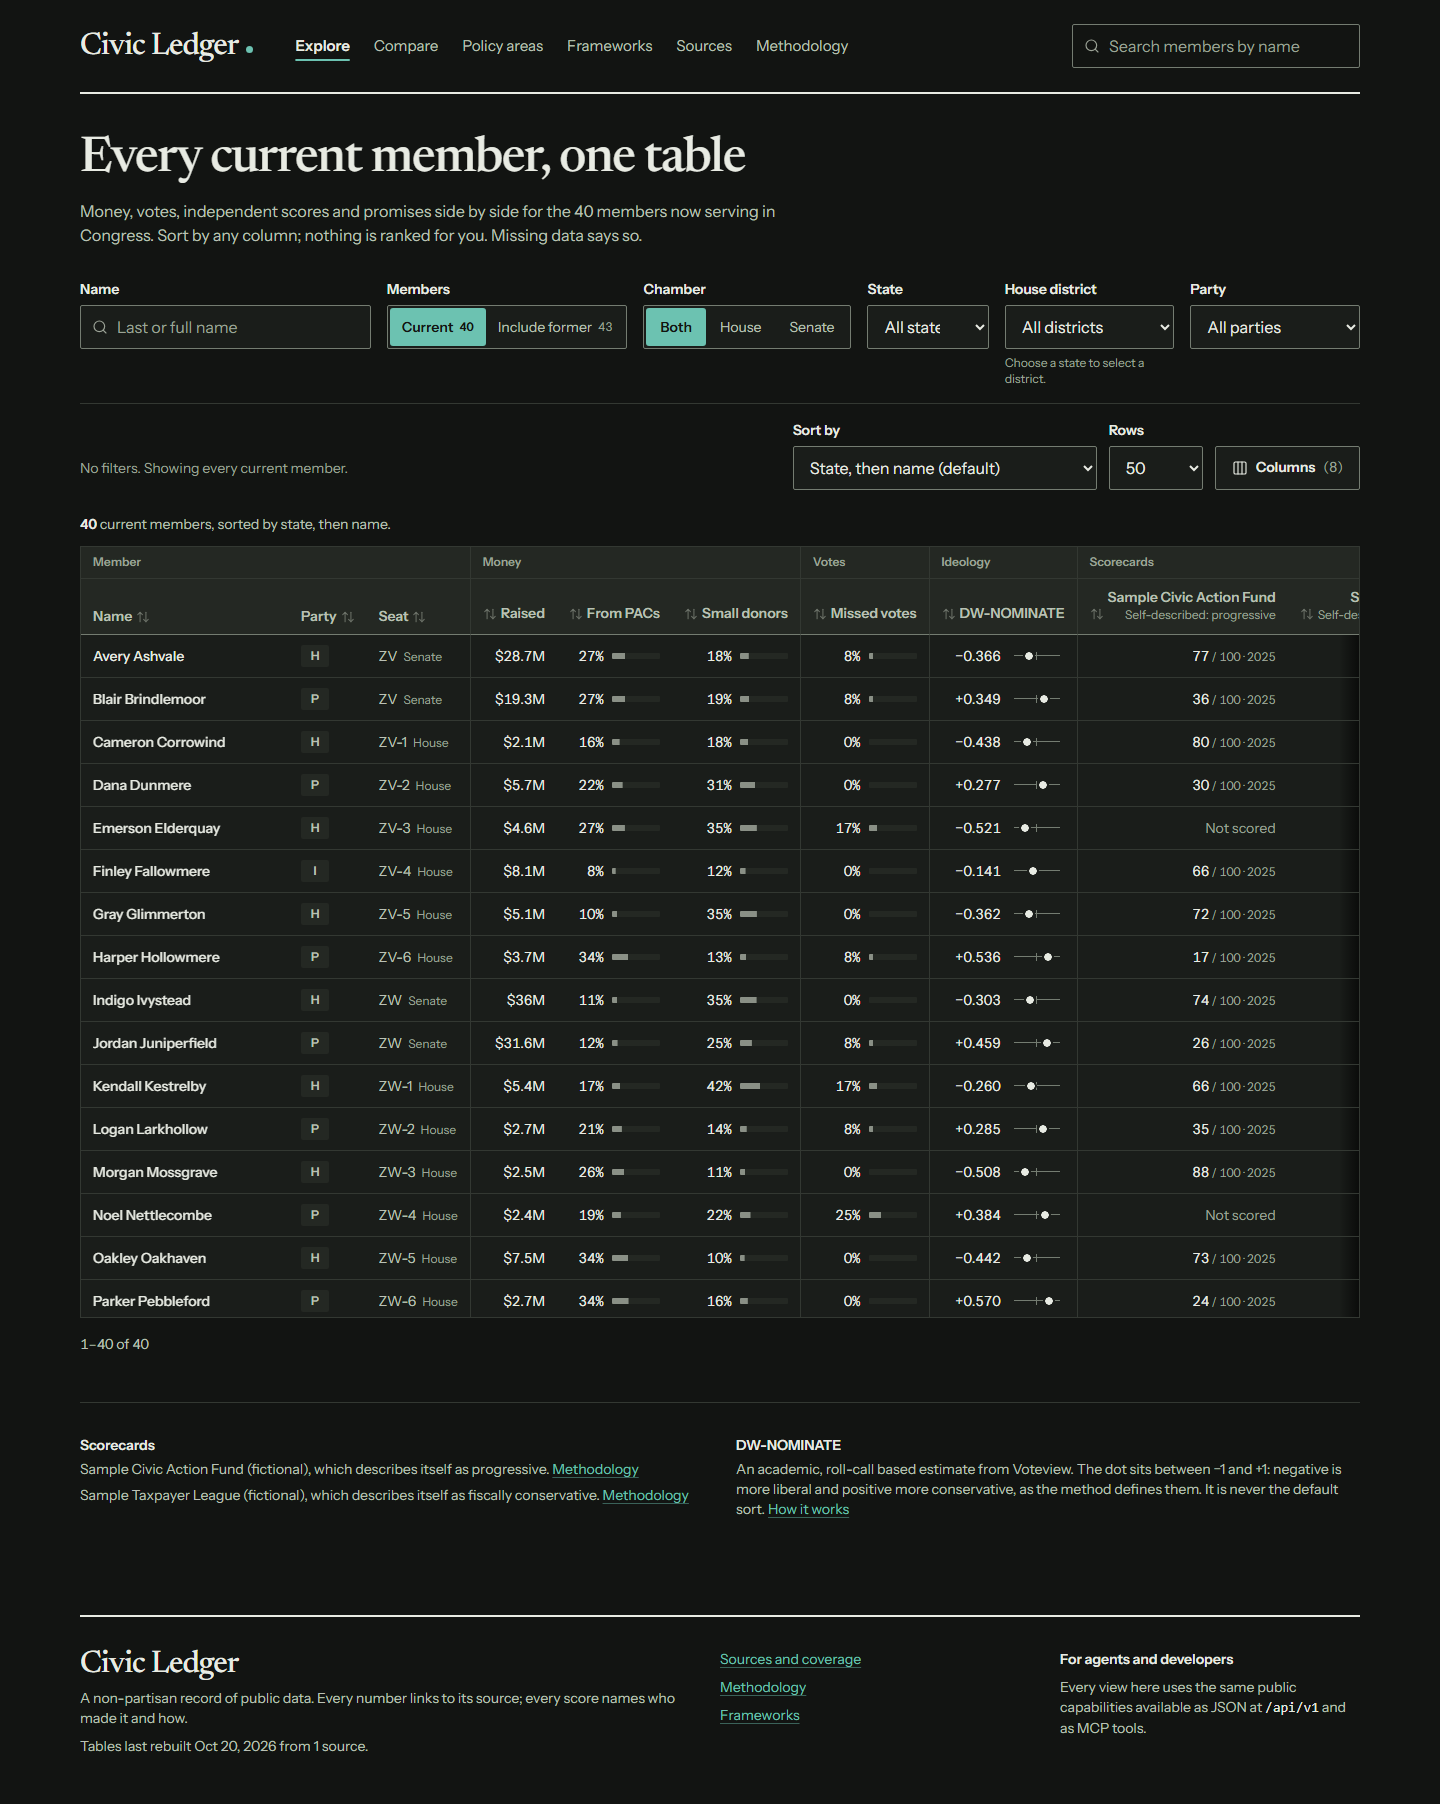 Civic Ledger
Explore Compare Policy areas Frameworks Sources Methodology
Search members by name
Every current member, one table
Money, votes, independent scores and promises side by side for the 40 members now serving in
Congress. Sort by any column; nothing is ranked for you. Missing data says so.
Name Members Chamber State House district Party
Last or full name Current 40 Include former 43 Both House Senate All state All districts All parties
Choose a state to select a
district.
Sort by Rows
No filters. Showing every current member. State, then name (default) 50 Columns (8)
40 current members, sorted by state, then name.
Member Money Votes Ideology Scorecards
Name Party Seat Raised From PACs Small donors Missed votes DW-NOMINATE Sample Civic Action Fund S
Self-described: progressive Self-de
Avery Ashvale H ZV Senate $28.7M 27% 18% 8% −0.366 77 / 100 · 2025
Blair Brindlemoor P ZV Senate $19.3M 27% 19% 8% +0.349 36 / 100 · 2025
Cameron Corrowind H ZV-1 House $2.1M 16% 18% 0% −0.438 80 / 100 · 2025
Dana Dunmere P ZV-2 House $5.7M 22% 31% 0% +0.277 30 / 100 · 2025
Emerson Elderquay H ZV-3 House $4.6M 27% 35% 17% −0.521 Not scored
Finley Fallowmere I ZV-4 House $8.1M 8% 12% 0% −0.141 66 / 100 · 2025
Gray Glimmerton H ZV-5 House $5.1M 10% 35% 0% −0.362 72 / 100 · 2025
Harper Hollowmere P ZV-6 House $3.7M 34% 13% 8% +0.536 17 / 100 · 2025
Indigo Ivystead H ZW Senate $36M 11% 35% 0% −0.303 74 / 100 · 2025
Jordan Juniperfield P ZW Senate $31.6M 12% 25% 8% +0.459 26 / 100 · 2025
Kendall Kestrelby H ZW-1 House $5.4M 17% 42% 17% −0.260 66 / 100 · 2025
Logan Larkhollow P ZW-2 House $2.7M 21% 14% 8% +0.285 35 / 100 · 2025
Morgan Mossgrave H ZW-3 House $2.5M 26% 11% 0% −0.508 88 / 100 · 2025
Noel Nettlecombe P ZW-4 House $2.4M 19% 22% 25% +0.384 Not scored
Oakley Oakhaven H ZW-5 House $7.5M 34% 10% 0% −0.442 73 / 100 · 2025
Parker Pebbleford P ZW-6 House $2.7M 34% 16% 0% +0.570 24 / 100 · 2025
1–40 of 40
Scorecards
Sample Civic Action Fund (fictional), which describes itself as progressive. Methodology
Sample Taxpayer League (fictional), which describes itself as fiscally conservative. Methodology
DW-NOMINATE
An academic, roll-call based estimate from Voteview. The dot sits between −1 and +1: negative is
more liberal and positive more conservative, as the method defines them. It is never the default
sort. How it works
Civic Ledger
A non-partisan record of public data. Every number links to its source; every score names who
made it and how.
Tables last rebuilt Oct 20, 2026 from 1 source.
Sources and coverage
Methodology
Frameworks
For agents and developers
Every view here uses the same public
capabilities available as JSON at /api/v1 and
as MCP tools.